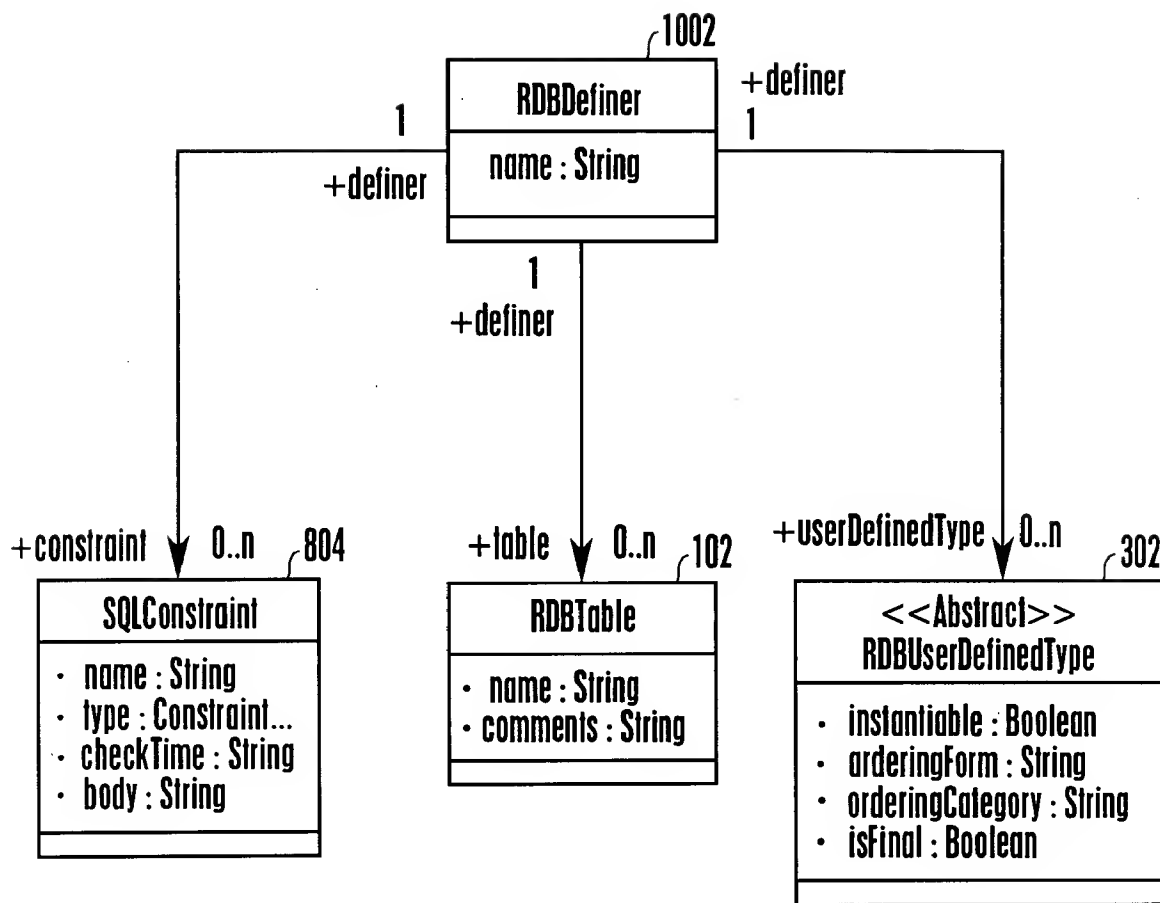 1002
RDBDefiner
name : String
1
+definer
+definer
1
1
+definer
+constraint 0..n
804
SQLConstraint
· name : String
· type : Constraint...
· checkTime : String
· body : String
+table 0..n
102
RDBTable
· name : String
· comments : String
+userDefinedType 0..n
302
<<Abstract>>
RDBUserDefinedType
· instantiable : Boolean
· arderingForm : String
· orderingCategory : String
· isFinal : Boolean